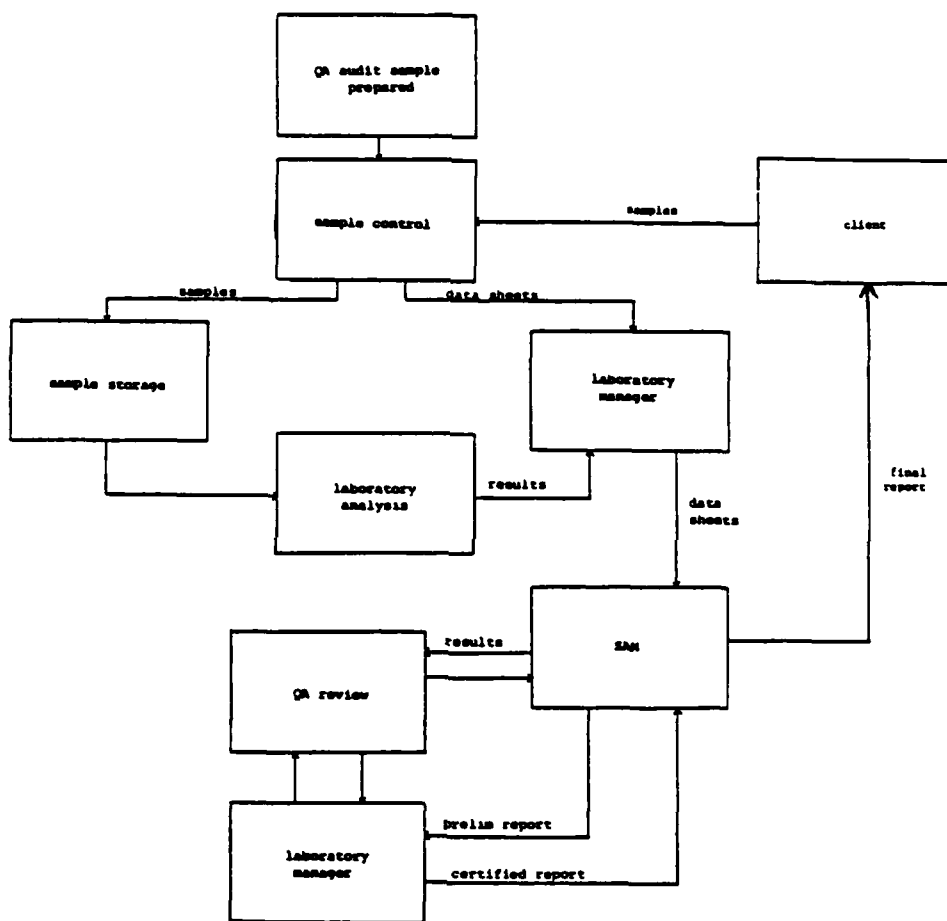 QA audit sample
prepared
sample control
samples
client
samples
data sheets
sample storage
laboratory
manager
laboratory
analysis
results
final
report
data
sheets
results
SAM
QA review
prelim report
laboratory
manager
certified report